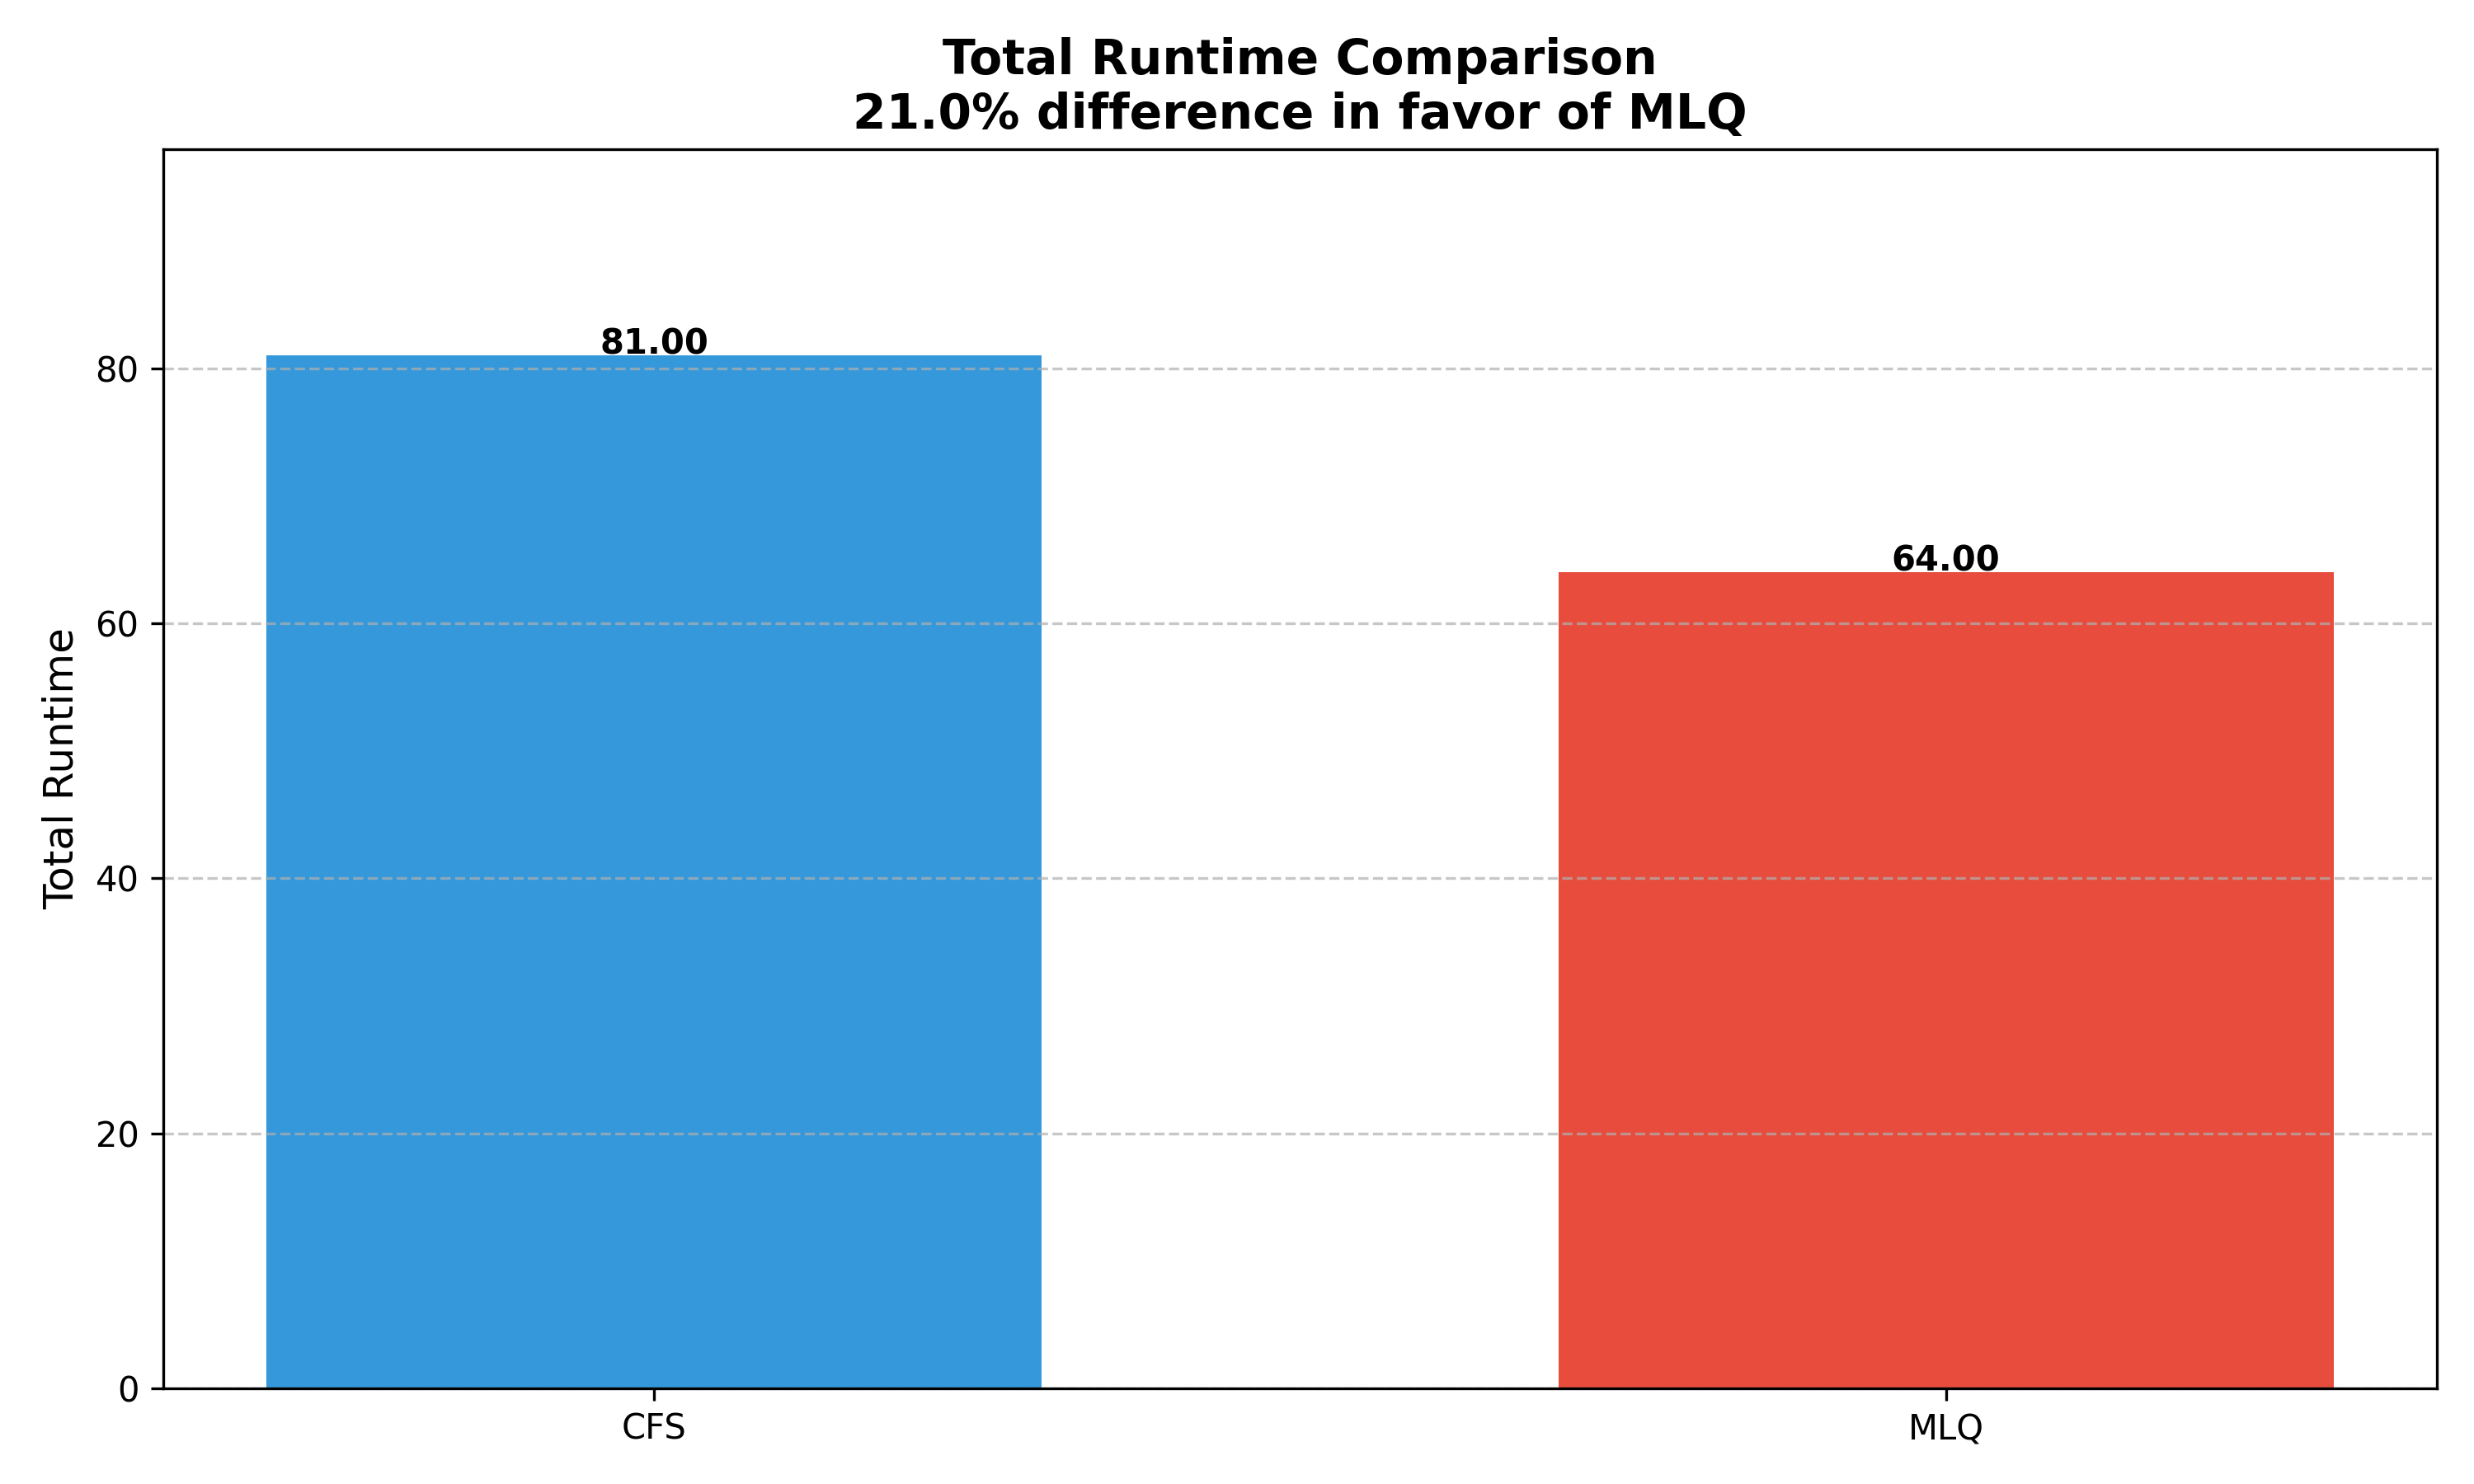 Total Runtime Comparison
21.0% difference in favor of MLQ
Total Runtime
80
60
40
20
0
81.00
64.00
CFS
MLQ